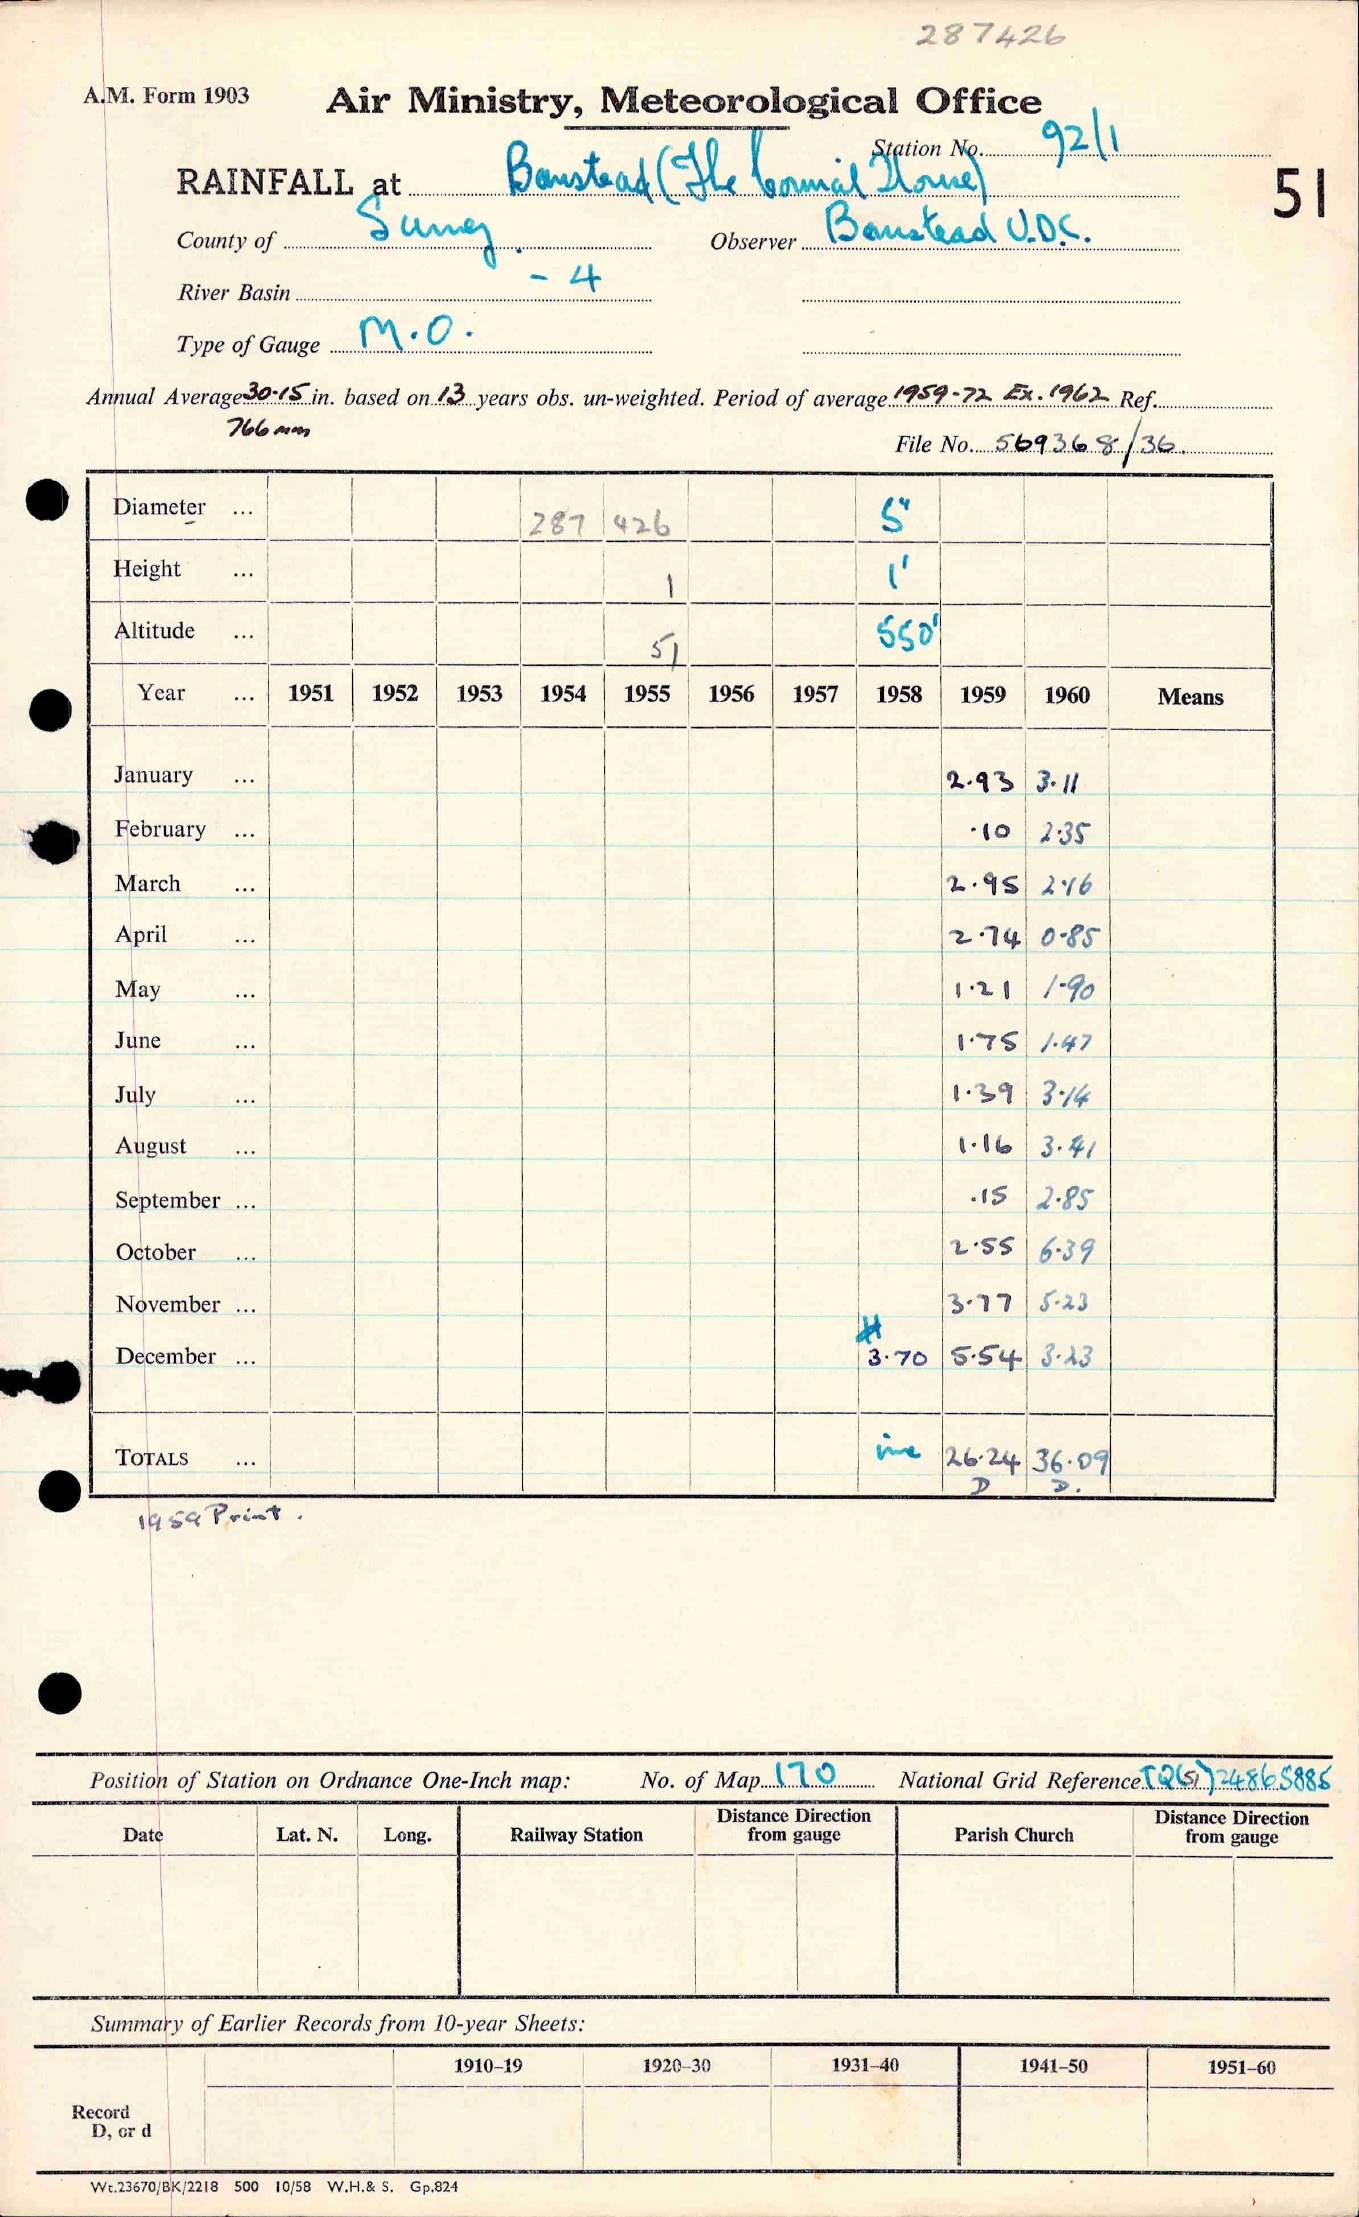 287426
A.M. Form 1903
Air Ministry, Meteorological Office
Station No. 92/1
RAINFALL at Banstead (The Council House)
51
County of Surrey. Observer Banstead U.D.C.
River Basin - 4
Type of Gauge M.O.
Annual Average 30.15 in. based on 13 years obs. un-weighted. Period of average 1959-72 Ex. 1962 Ref.
766 mm
File No. 569368/36.
Diameter ... 287 426 5"
Height ... 1 1'
Altitude ... 51 550'
Year ... 1951 1952 1953 1954 1955 1956 1957 1958 1959 1960 Means
January ... 2.93 3.11
February ... .10 2.35
March ... 2.95 2.16
April ... 2.74 0.85
May ... 1.21 1.90
June ... 1.75 1.47
July ... 1.39 3.14
August ... 1.16 3.41
September ... .15 2.85
October ... 2.55 6.39
November ... 3.77 5.23
December ... 3.70 5.54 3.23
TOTALS ... inc 26.24 36.09
D D.
1959 Print.
Position of Station on Ordnance One-Inch map: No. of Map 170 National Grid Reference TQ(51)24865885
Date Lat. N. Long. Railway Station Distance Direction from gauge Parish Church Distance Direction from gauge
Summary of Earlier Records from 10-year Sheets:
1910–19 1920–30 1931–40 1941–50 1951–60
Record
D, or d
Wt.23670/BK/2218 500 10/58 W.H.& S. Gp.824